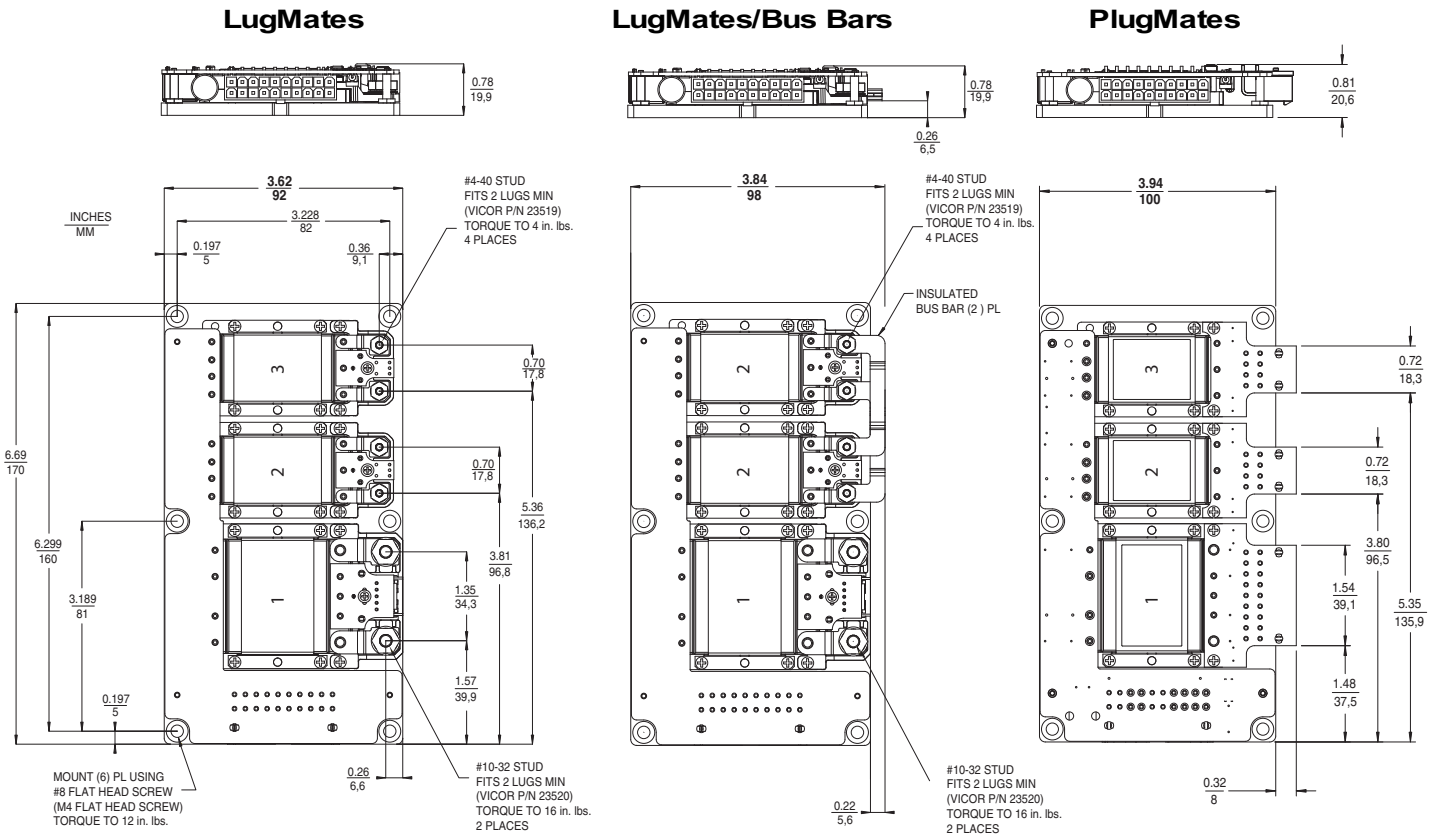 LugMates
LugMates/Bus Bars
PlugMates
0.78
19,9
0.78
19,9
0.26
6,5
0.81
20,6
INCHES
MM
3.62
92
3.228
82
0.197
5
0.36
9,1
#4-40 STUD
FITS 2 LUGS MIN
(VICOR P/N 23519)
TORQUE TO 4 in. lbs.
4 PLACES
3
2
1
0.70
17,8
0.70
17,8
5.36
136,2
3.81
96,8
1.35
34,3
1.57
39,9
6.69
170
6.299
160
3.189
81
0.197
5
0.26
6,6
MOUNT (6) PL USING
#8 FLAT HEAD SCREW
(M4 FLAT HEAD SCREW)
TORQUE TO 12 in. lbs.
#10-32 STUD
FITS 2 LUGS MIN
(VICOR P/N 23520)
TORQUE TO 16 in. lbs.
2 PLACES
3.84
98
#4-40 STUD
FITS 2 LUGS MIN
(VICOR P/N 23519)
TORQUE TO 4 in. lbs.
4 PLACES
INSULATED
BUS BAR (2 ) PL
2
2
1
0.22
5,6
#10-32 STUD
FITS 2 LUGS MIN
(VICOR P/N 23520)
TORQUE TO 16 in. lbs.
2 PLACES
3.94
100
3
2
1
0.72
18,3
0.72
18,3
3.80
96,5
1.54
39,1
5.35
135,9
1.48
37,5
0.32
8